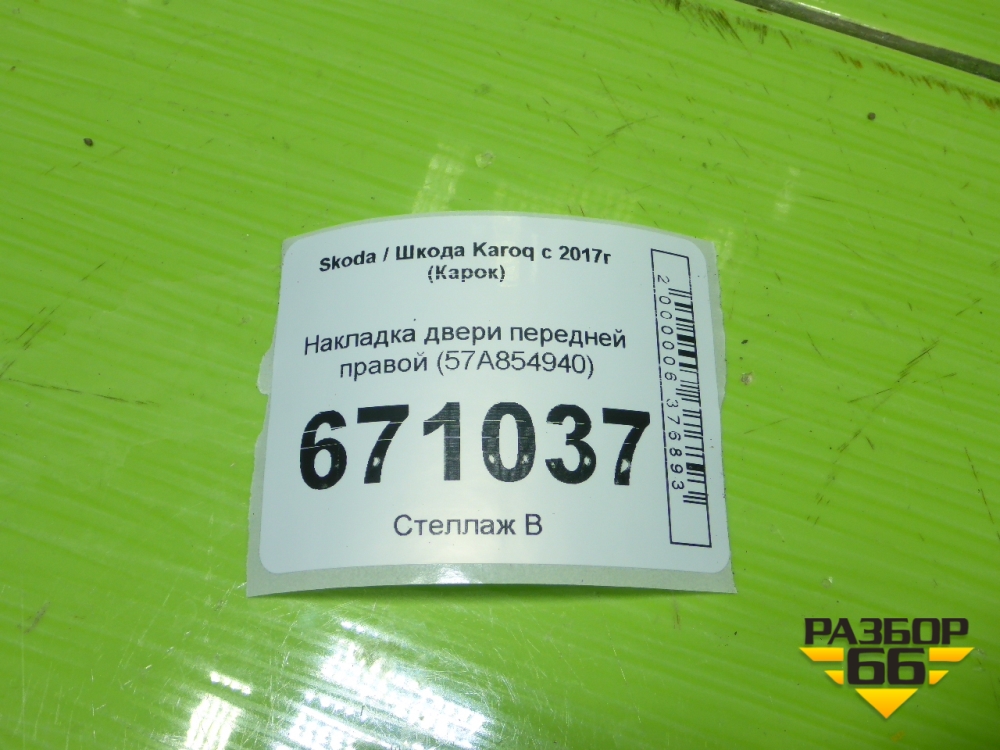 Skoda / Шкода Karoq с 2017г
(Карок)
Накладка двери передней
правой (57A854940)
671037
Стеллаж В
2000006376893
РАЗБОР
66